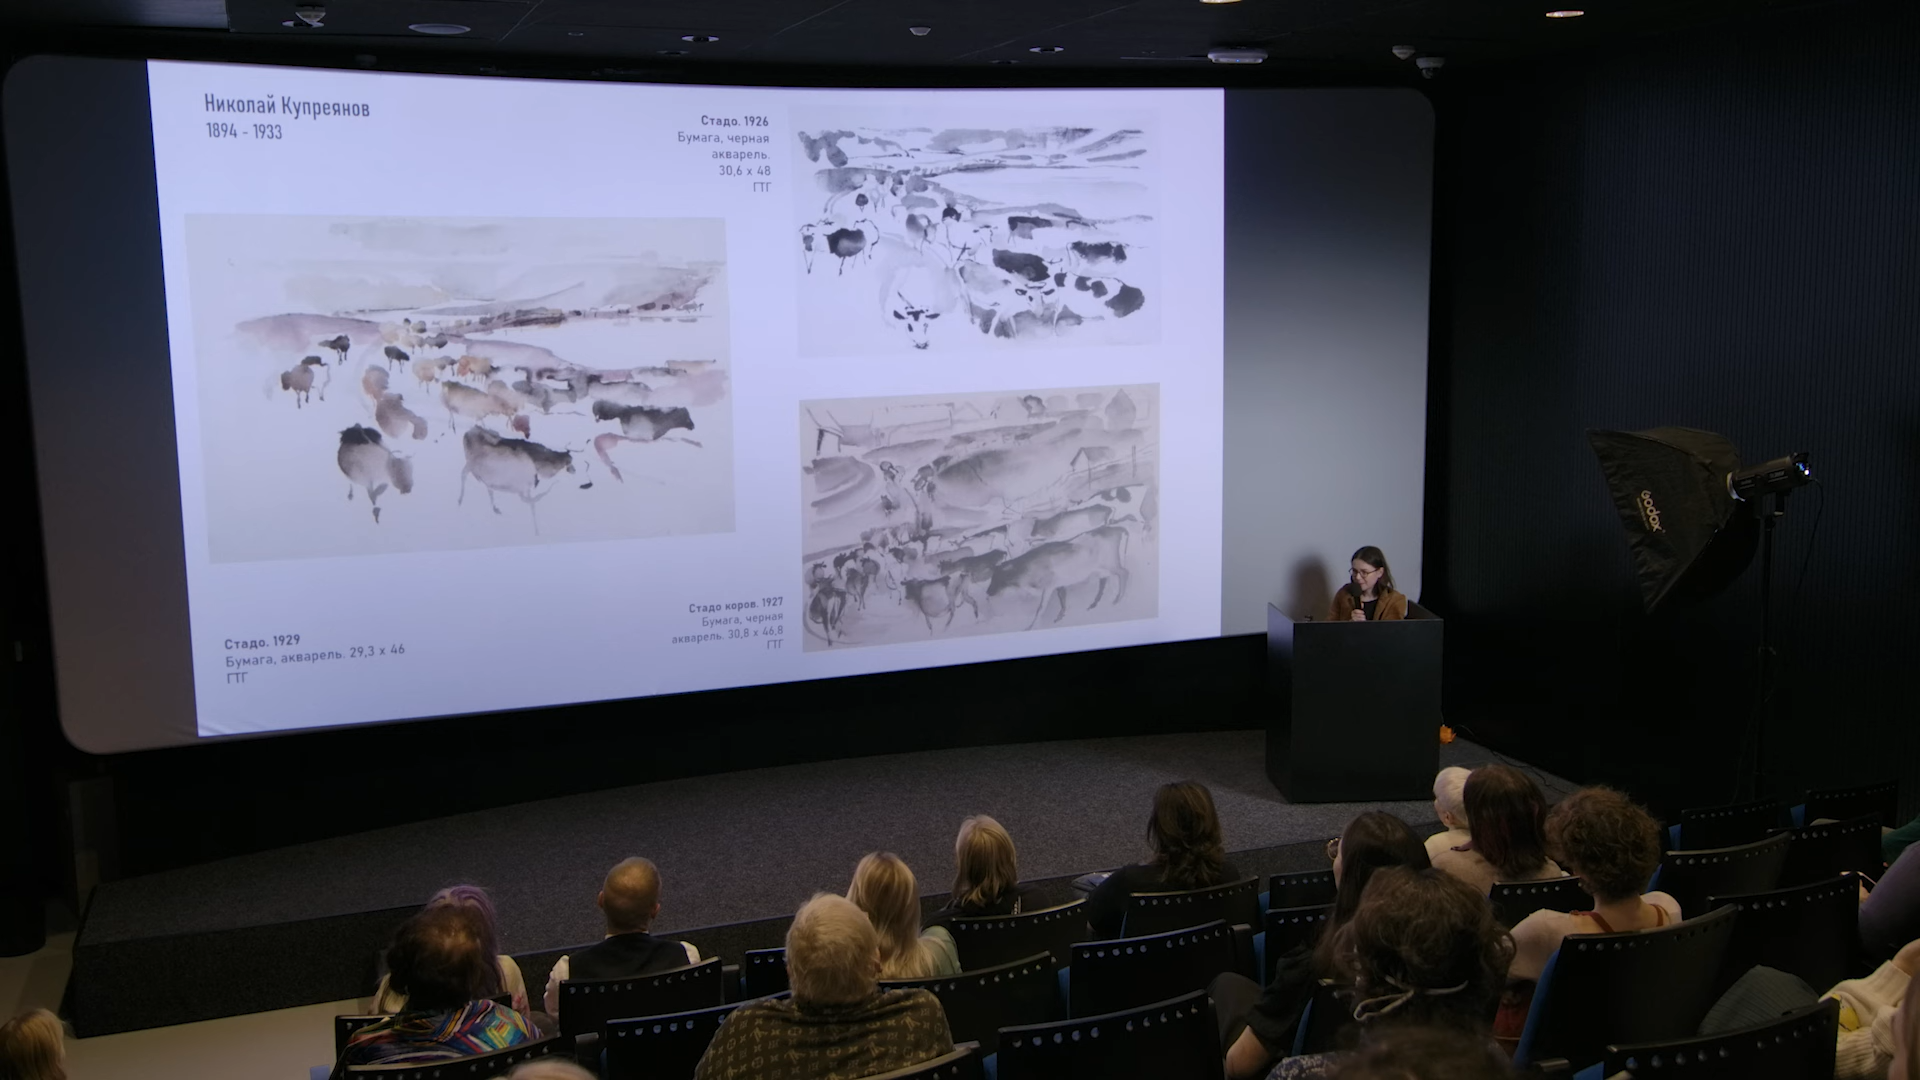 Николай Купреянов
1894 - 1933
Стадо. 1926
Бумага, черная
акварель.
30,6 x 48
ГТГ
Стадо коров. 1927
Бумага, черная
акварель. 30,8 x 46,8
ГТГ
Стадо. 1929
Бумага, акварель. 29,3 x 46
ГТГ
Godox